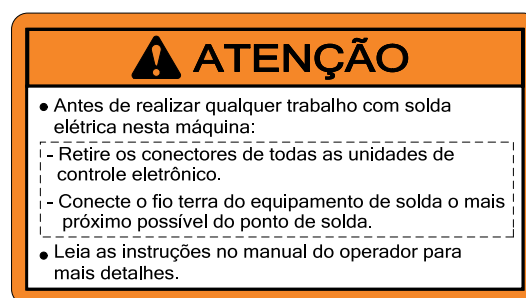 ATENÇÃO
• Antes de realizar qualquer trabalho com solda
elétrica nesta máquina:
- Retire os conectores de todas as unidades de
controle eletrônico.
- Conecte o fio terra do equipamento de solda o mais
próximo possível do ponto de solda.
• Leia as instruções no manual do operador para
mais detalhes.